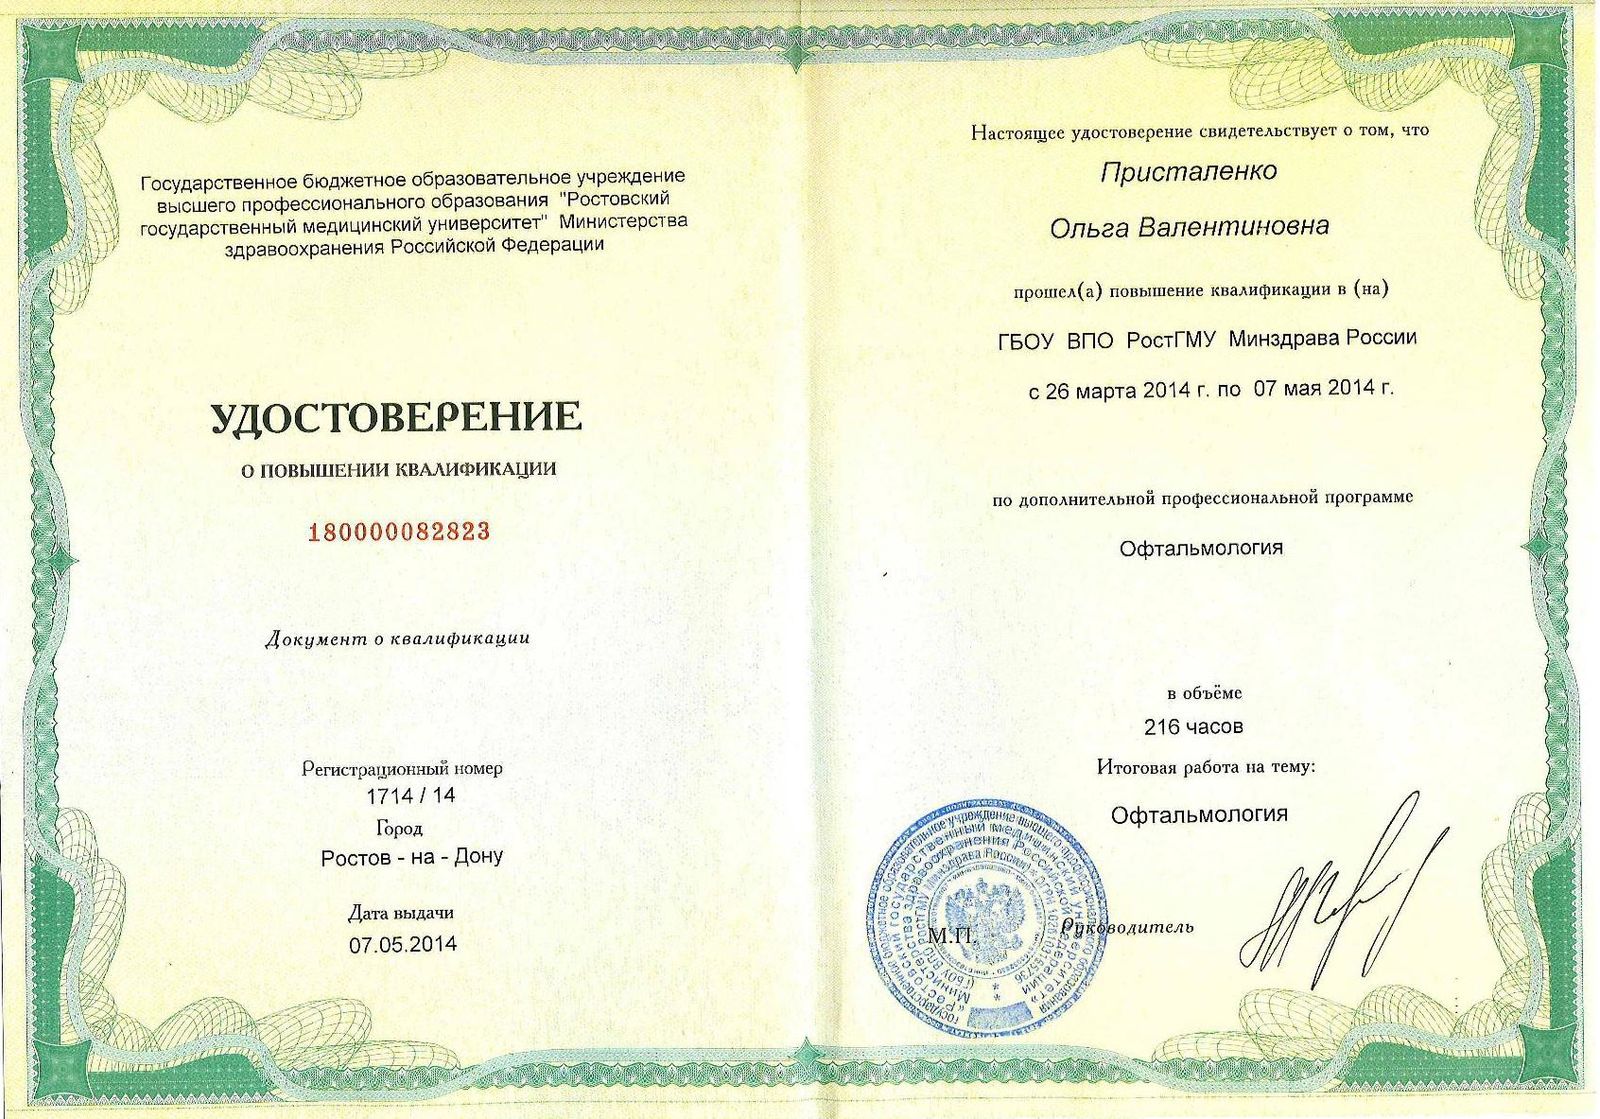 Государственное бюджетное образовательное учреждение
высшего профессионального образования "Ростовский
государственный медицинский университет" Министерства
здравоохранения Российской Федерации
УДОСТОВЕРЕНИЕ
О ПОВЫШЕНИИ КВАЛИФИКАЦИИ
180000082823
Документ о квалификации
Регистрационный номер
1714 / 14
Город
Ростов - на - Дону
Дата выдачи
07.05.2014
Настоящее удостоверение свидетельствует о том, что
Присталенко
Ольга Валентиновна
прошел(а) повышение квалификации в (на)
ГБОУ ВПО РостГМУ Минздрава России
с 26 марта 2014 г. по 07 мая 2014 г.
по дополнительной профессиональной программе
Офтальмология
в объёме
216 часов
Итоговая работа на тему:
Офтальмология
М.П.
Руководитель